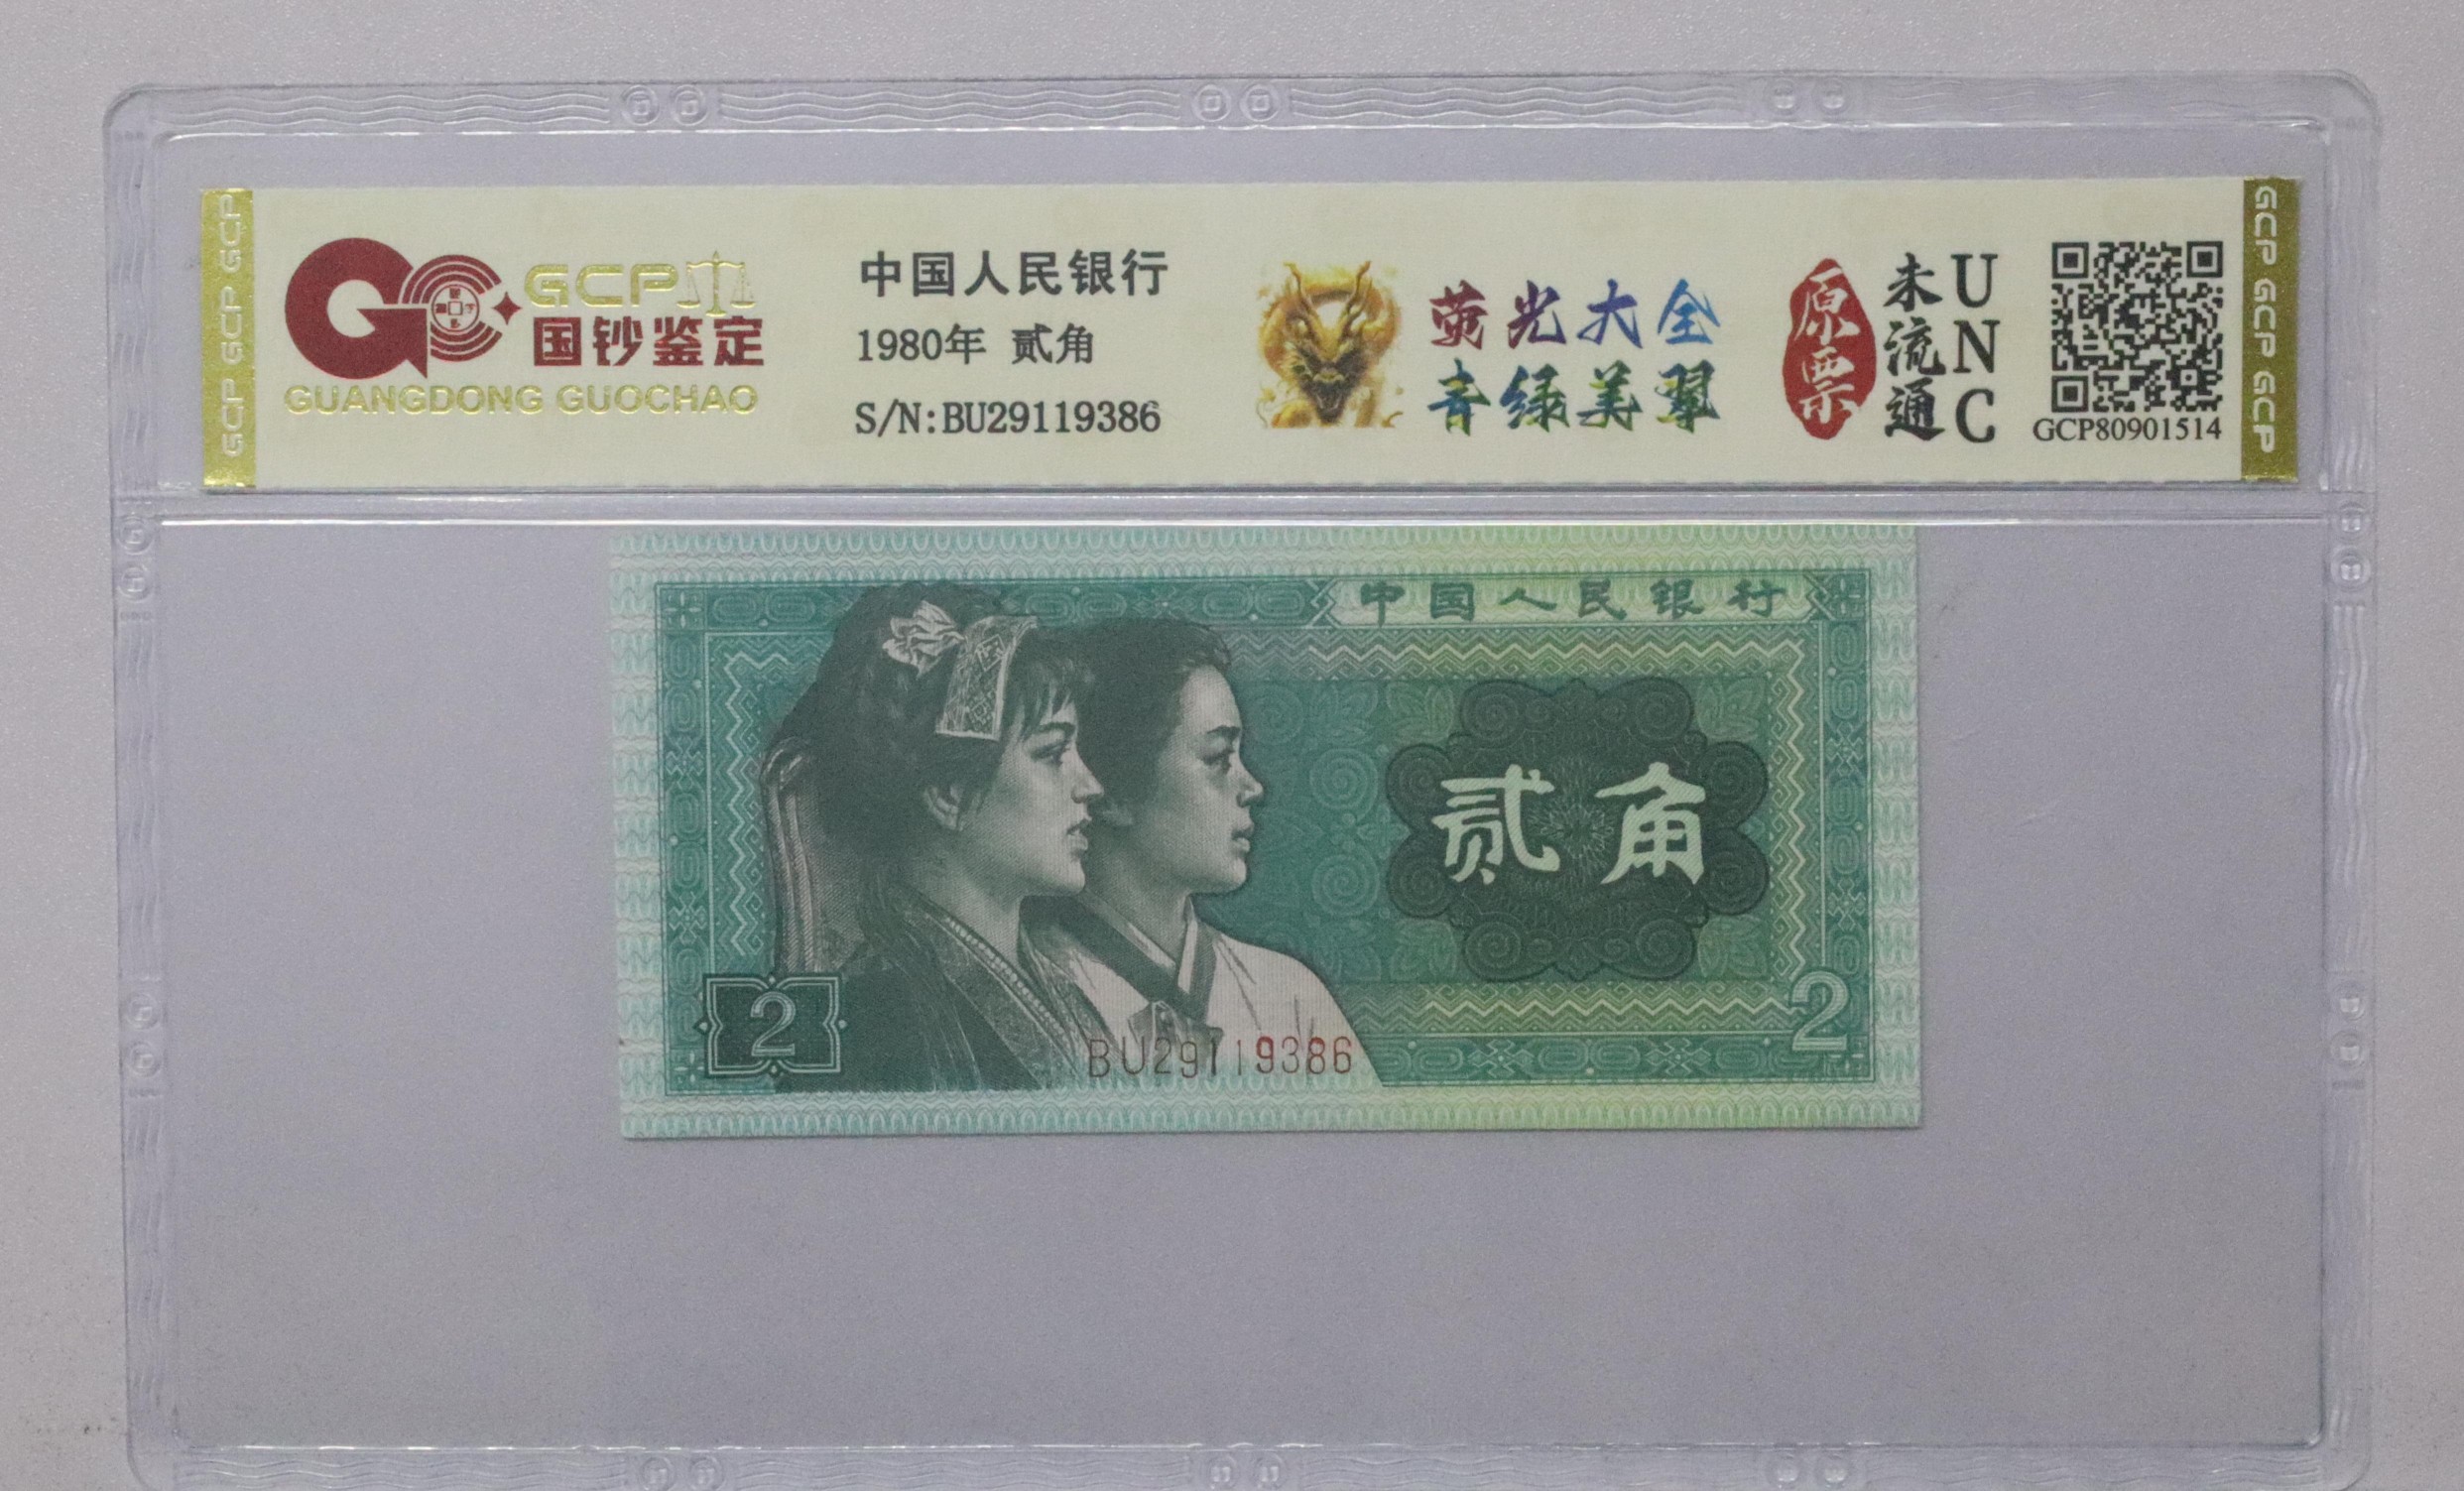 GCP GCP GCP
GCP
国钞鉴定
GUANGDONG GUOCHAO
中国人民银行
1980年 贰角
S/N:BU29119386
荧光大全
青绿美翠
原票
未流通
UNC
GCP80901514
GCP GCP GCP
中国人民银行
贰角
2
2
BU29119386